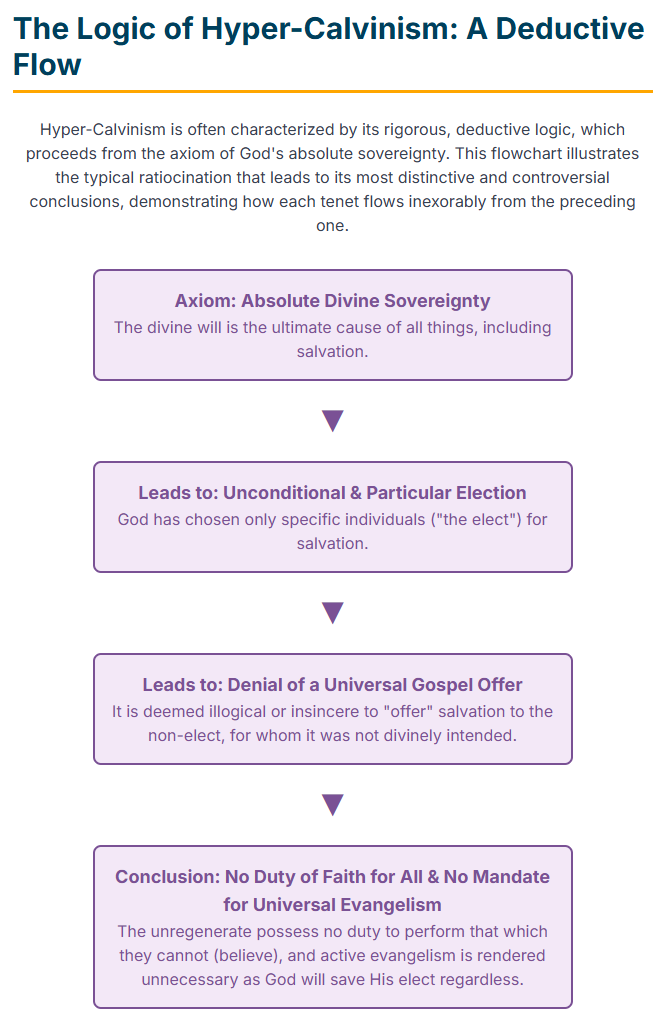 The Logic of Hyper-Calvinism: A Deductive
Flow
Hyper-Calvinism is often characterized by its rigorous, deductive logic, which
proceeds from the axiom of God's absolute sovereignty. This flowchart illustrates
the typical ratiocination that leads to its most distinctive and controversial
conclusions, demonstrating how each tenet flows inexorably from the preceding
one.
Axiom: Absolute Divine Sovereignty
The divine will is the ultimate cause of all things, including
salvation.
Leads to: Unconditional & Particular Election
God has chosen only specific individuals ("the elect") for
salvation.
Leads to: Denial of a Universal Gospel Offer
It is deemed illogical or insincere to "offer" salvation to the
non-elect, for whom it was not divinely intended.
Conclusion: No Duty of Faith for All & No Mandate
for Universal Evangelism
The unregenerate possess no duty to perform that which
they cannot (believe), and active evangelism is rendered
unnecessary as God will save His elect regardless.